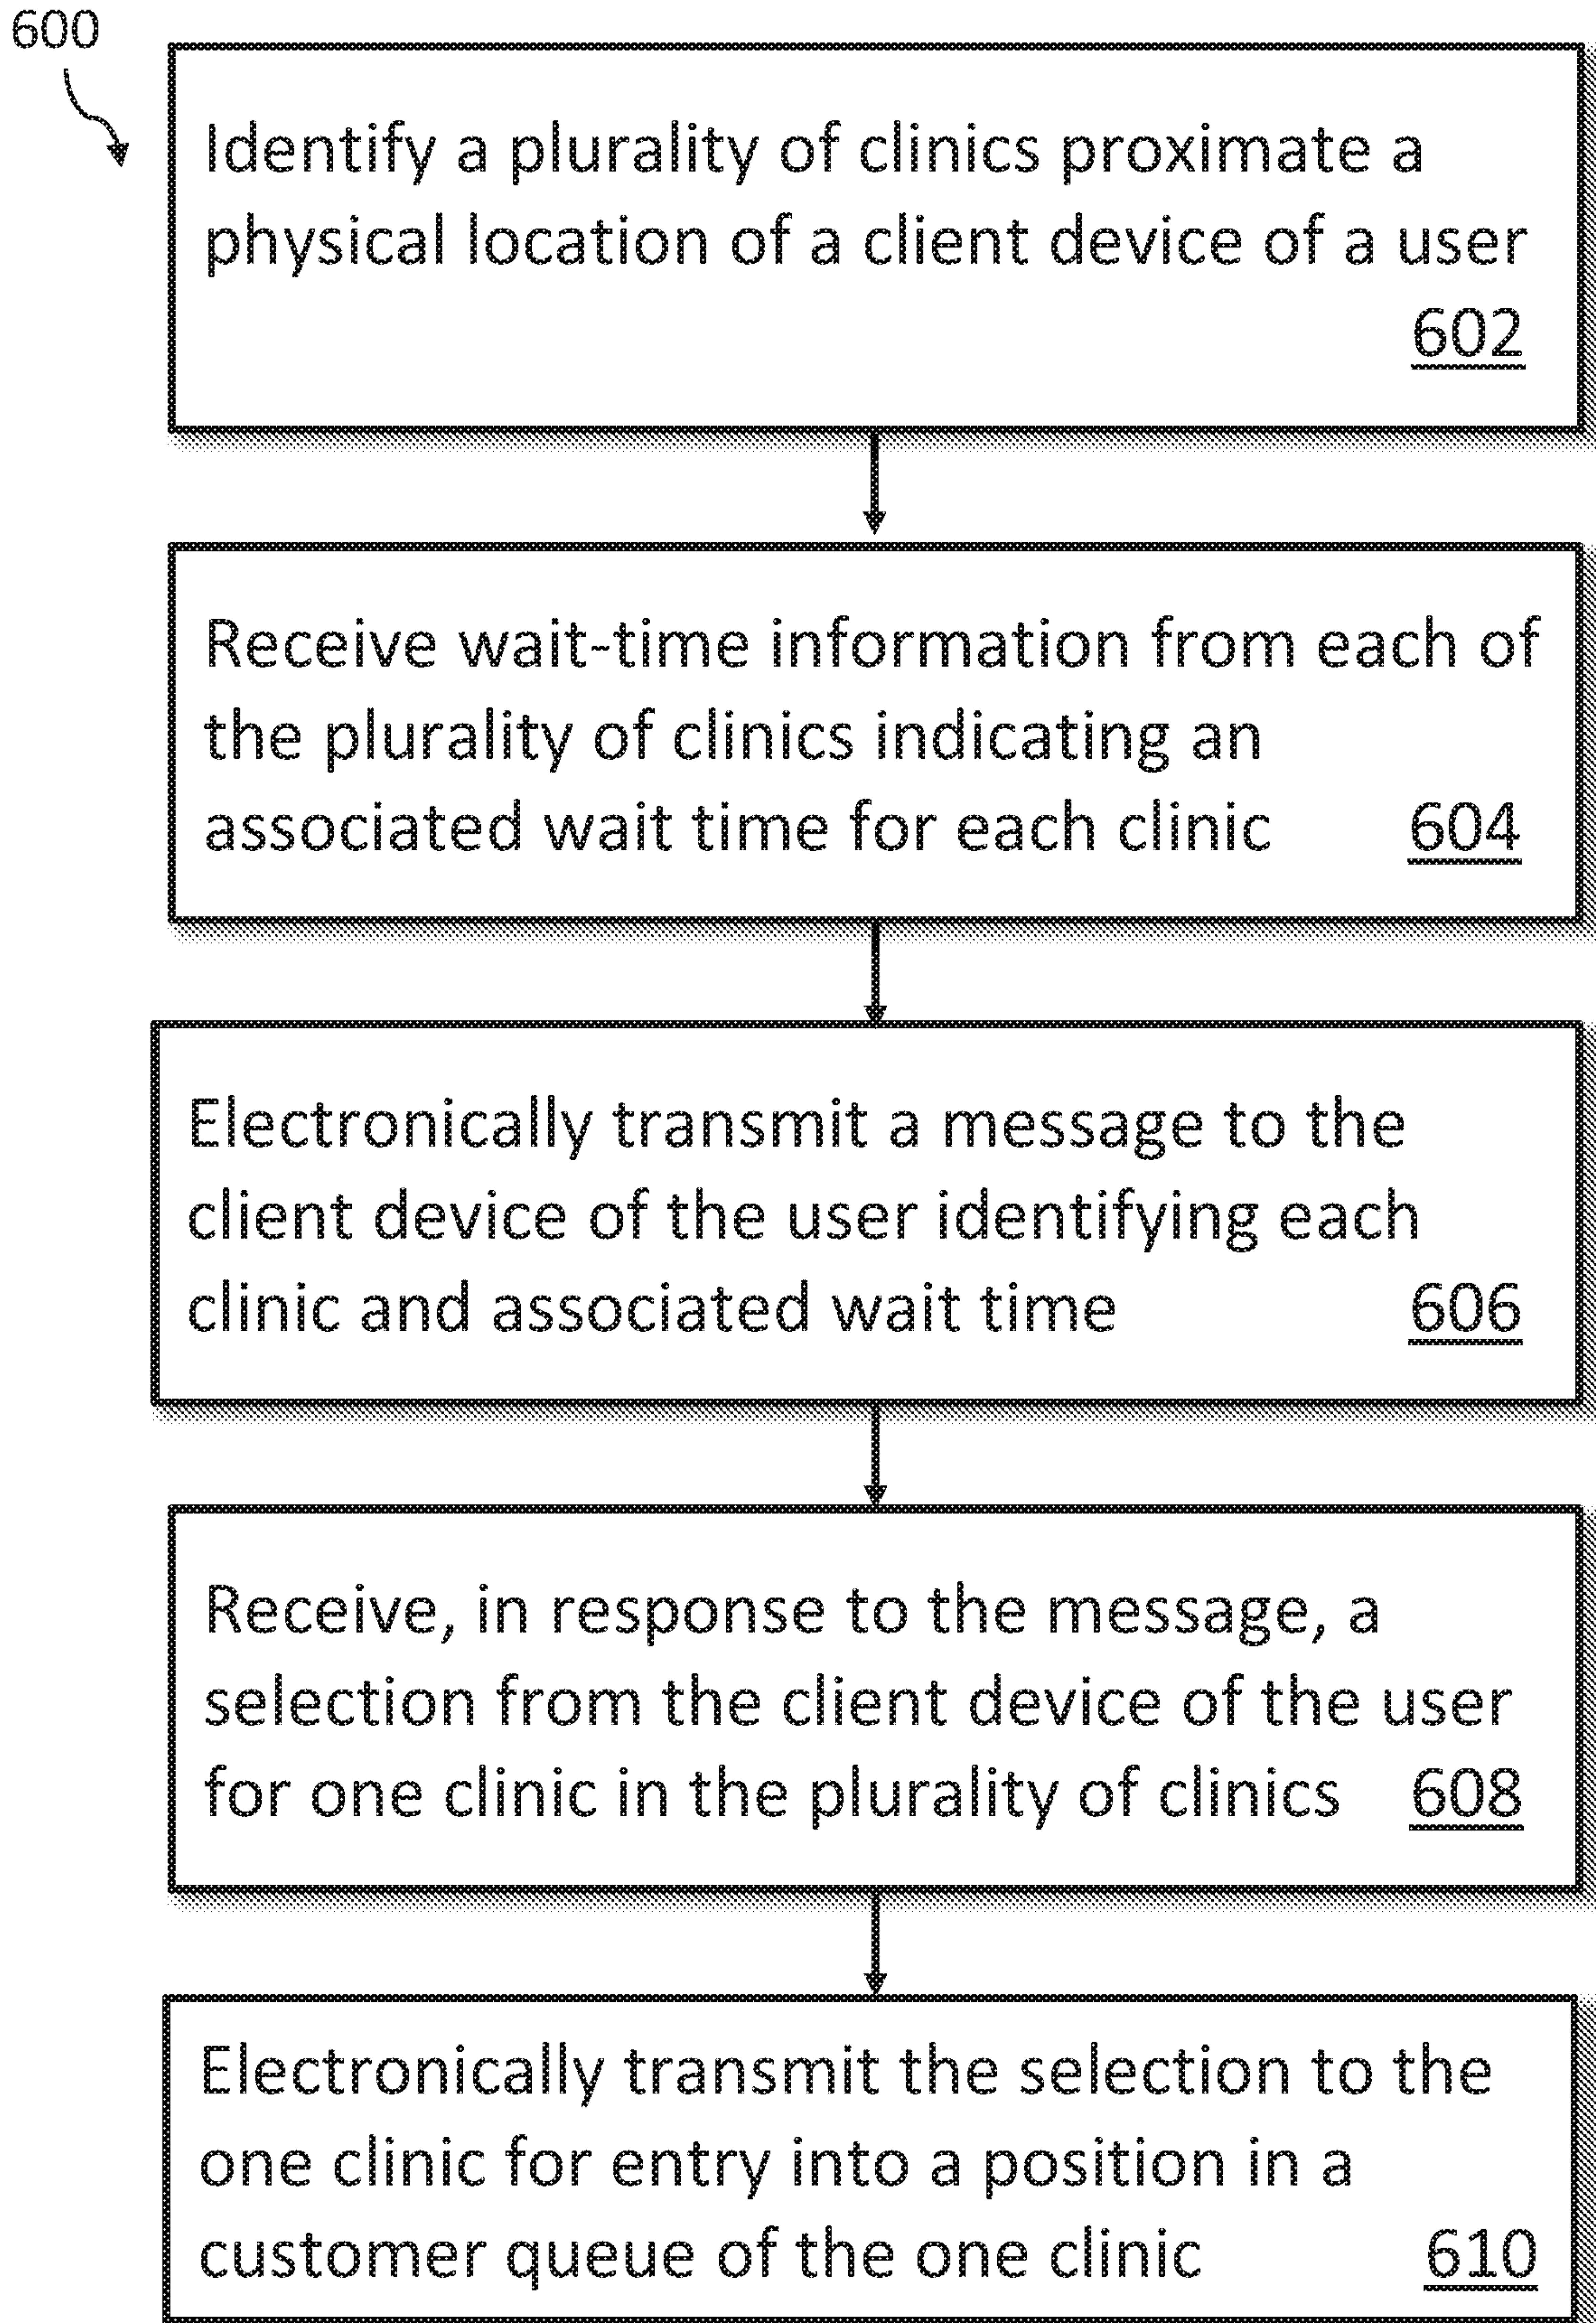 600
Identify a plurality of clinics proximate a
physical location of a client device of a user
602
Receive wait-time information from each of
the plurality of clinics indicating an
associated wait time for each clinic 604
Electronically transmit a message to the
client device of the user identifying each
clinic and associated wait time 606
Receive, in response to the message, a
selection from the client device of the user
for one clinic in the plurality of clinics 608
Electronically transmit the selection to the
one clinic for entry into a position in a
customer queue of the one clinic 610